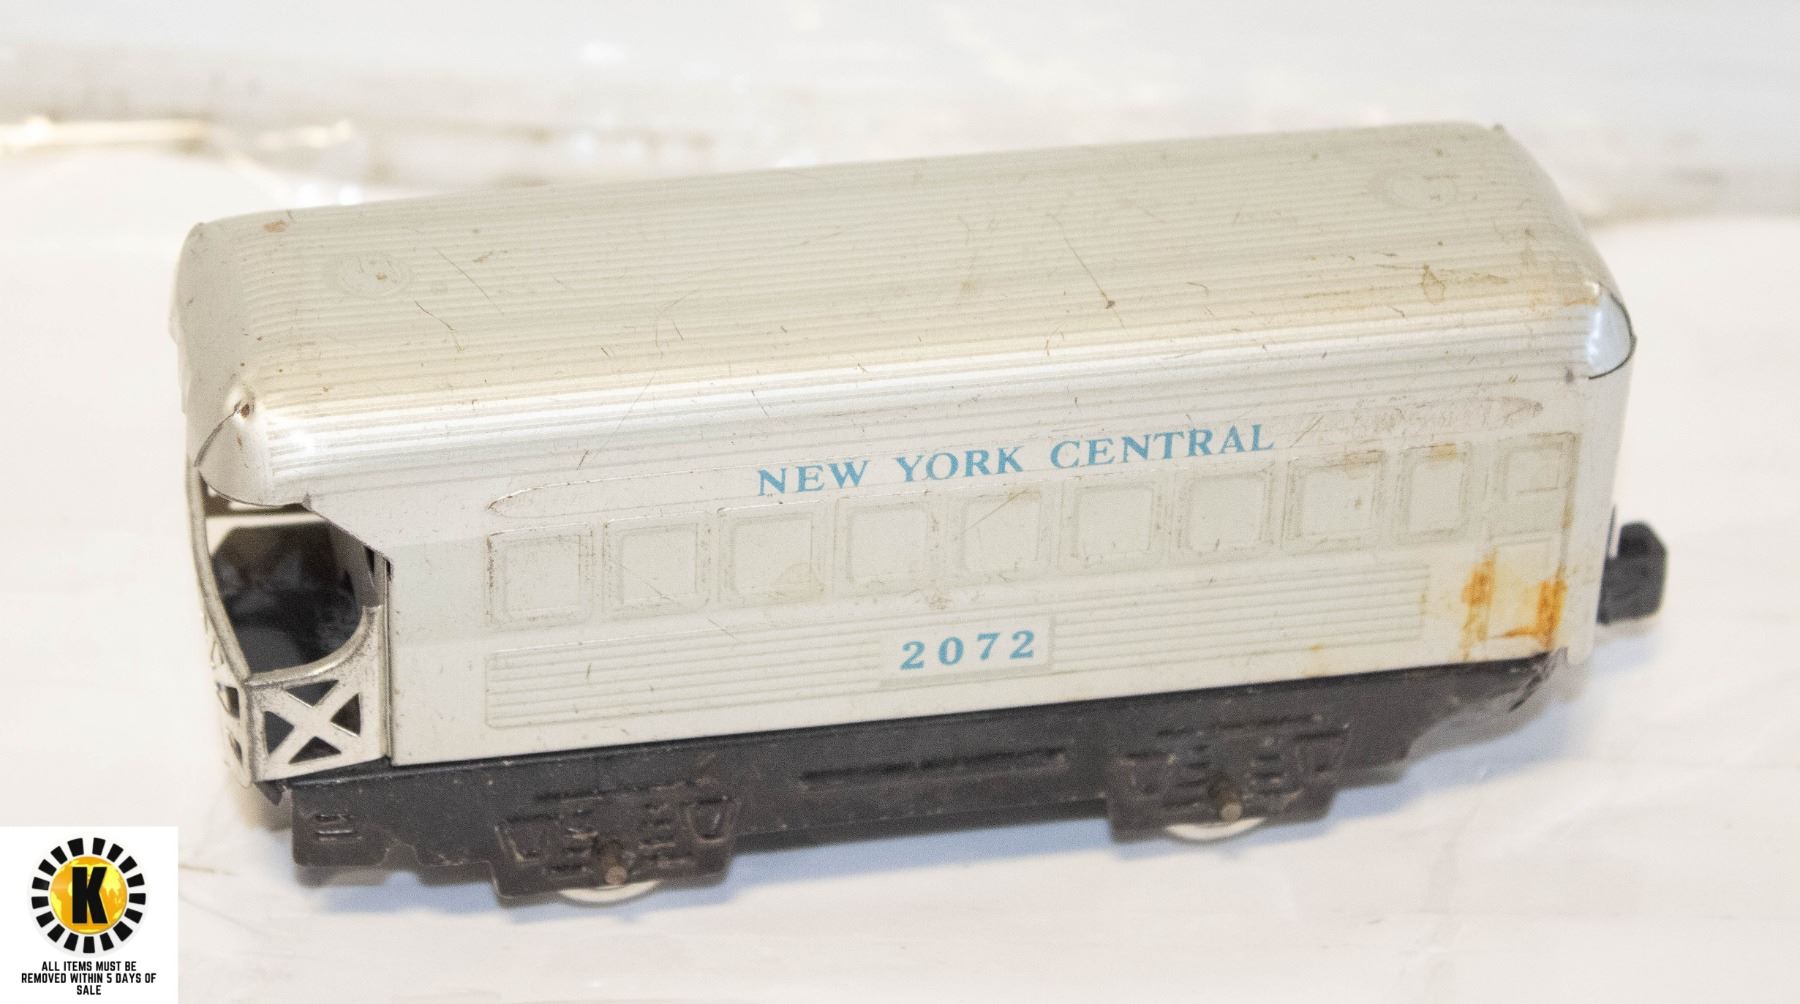 NEW YORK CENTRAL
2072
K
ALL ITEMS MUST BE
REMOVED WITHIN 5 DAYS OF
SALE